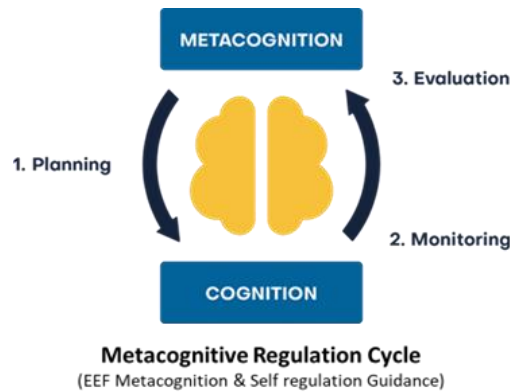 METACOGNITION
3. Evaluation
1. Planning
2. Monitoring
COGNITION
Metacognitive Regulation Cycle
(EEF Metacognition & Self regulation Guidance)